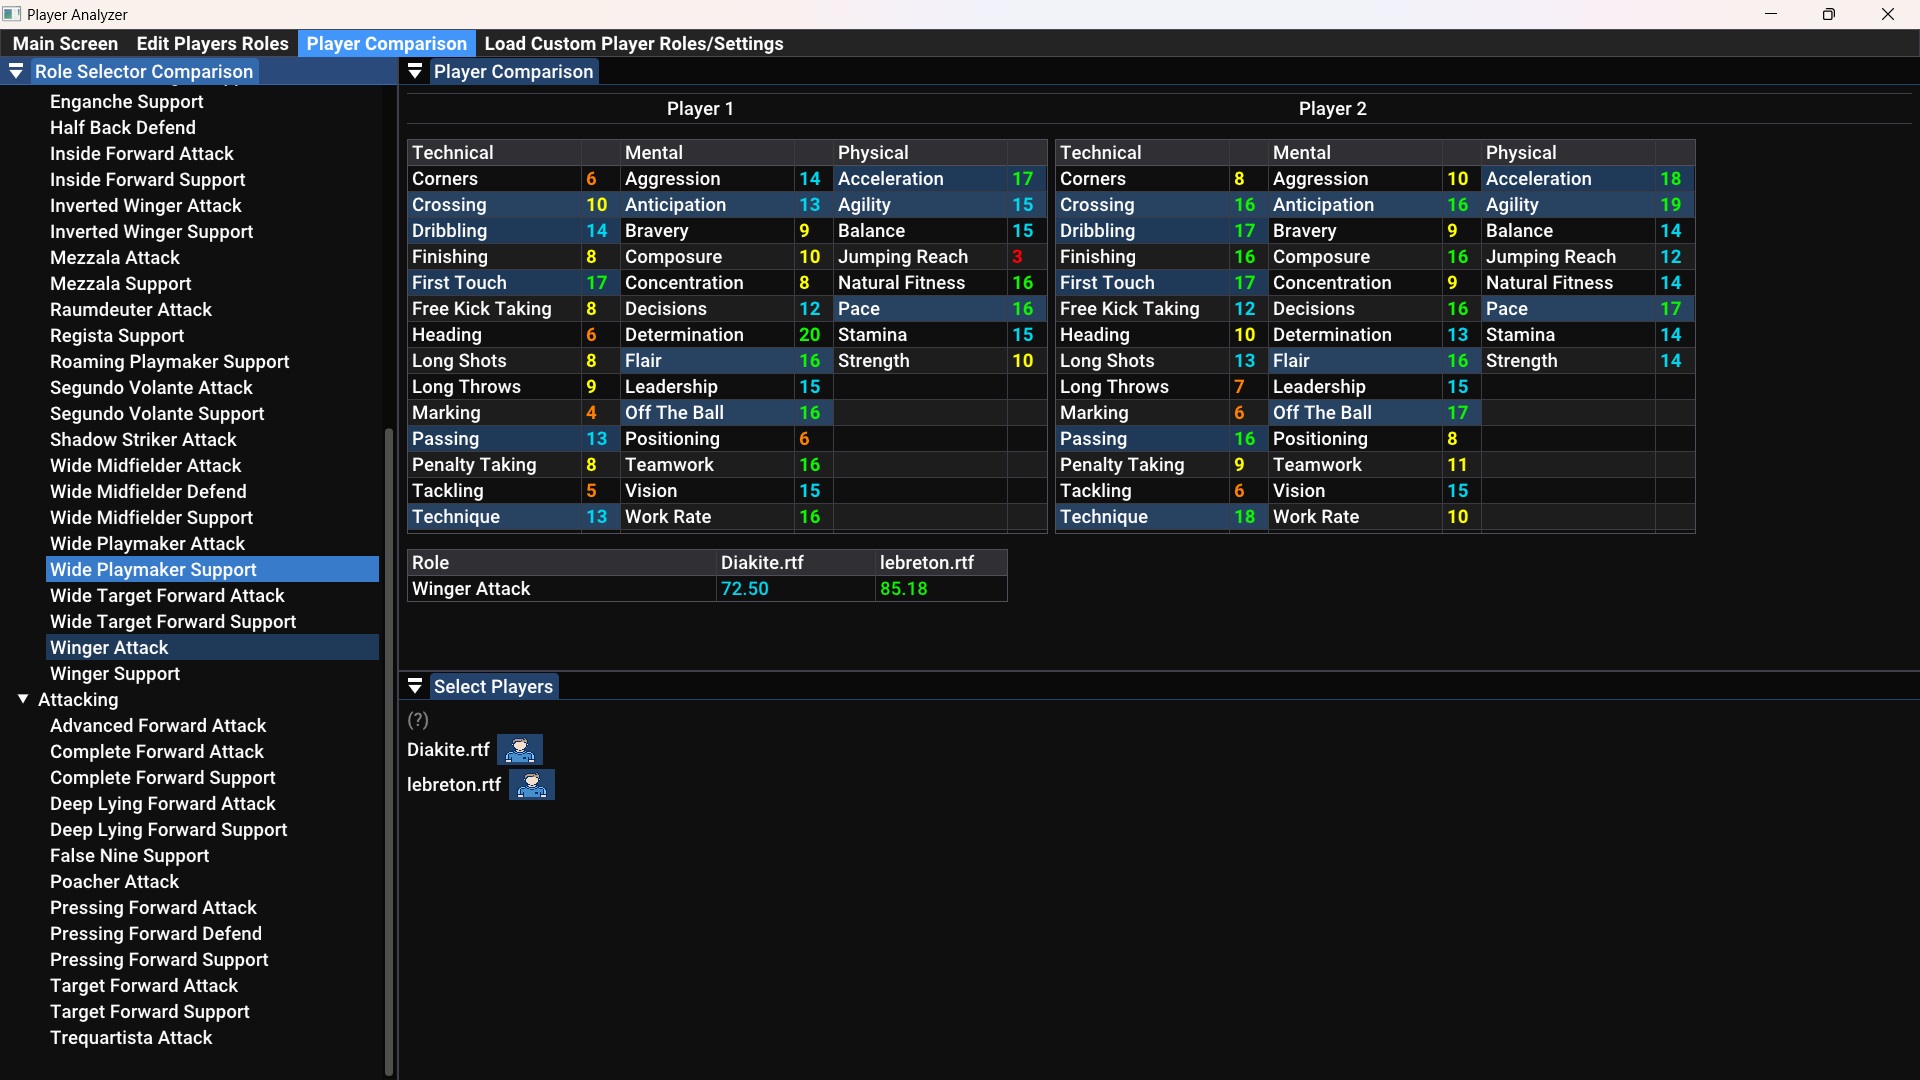 Player Analyzer
Main Screen Edit Players Roles Player Comparison Load Custom Player Roles/Settings
Role Selector Comparison
Enganche Support
Half Back Defend
Inside Forward Attack
Inside Forward Support
Inverted Winger Attack
Inverted Winger Support
Mezzala Attack
Mezzala Support
Raumdeuter Attack
Regista Support
Roaming Playmaker Support
Segundo Volante Attack
Segundo Volante Support
Shadow Striker Attack
Wide Midfielder Attack
Wide Midfielder Defend
Wide Midfielder Support
Wide Playmaker Attack
Wide Playmaker Support
Wide Target Forward Attack
Wide Target Forward Support
Winger Attack
Winger Support
Attacking
Advanced Forward Attack
Complete Forward Attack
Complete Forward Support
Deep Lying Forward Attack
Deep Lying Forward Support
False Nine Support
Poacher Attack
Pressing Forward Attack
Pressing Forward Defend
Pressing Forward Support
Target Forward Attack
Target Forward Support
Trequartista Attack
Player Comparison
Player 1 Player 2
Technical Mental Physical Technical Mental Physical
Corners 6 Aggression 14 Acceleration 17 Corners 8 Aggression 10 Acceleration 18
Crossing 10 Anticipation 13 Agility 15 Crossing 16 Anticipation 16 Agility 19
Dribbling 14 Bravery 9 Balance 15 Dribbling 17 Bravery 9 Balance 14
Finishing 8 Composure 10 Jumping Reach 3 Finishing 16 Composure 16 Jumping Reach 12
First Touch 17 Concentration 8 Natural Fitness 16 First Touch 17 Concentration 9 Natural Fitness 14
Free Kick Taking 8 Decisions 12 Pace 16 Free Kick Taking 12 Decisions 16 Pace 17
Heading 6 Determination 20 Stamina 15 Heading 10 Determination 13 Stamina 14
Long Shots 8 Flair 16 Strength 10 Long Shots 13 Flair 16 Strength 14
Long Throws 9 Leadership 15 Long Throws 7 Leadership 15
Marking 4 Off The Ball 16 Marking 6 Off The Ball 17
Passing 13 Positioning 6 Passing 16 Positioning 8
Penalty Taking 8 Teamwork 16 Penalty Taking 9 Teamwork 11
Tackling 5 Vision 15 Tackling 6 Vision 15
Technique 13 Work Rate 16 Technique 18 Work Rate 10
Role Diakite.rtf lebreton.rtf
Winger Attack 72.50 85.18
Select Players
(?)
Diakite.rtf
lebreton.rtf